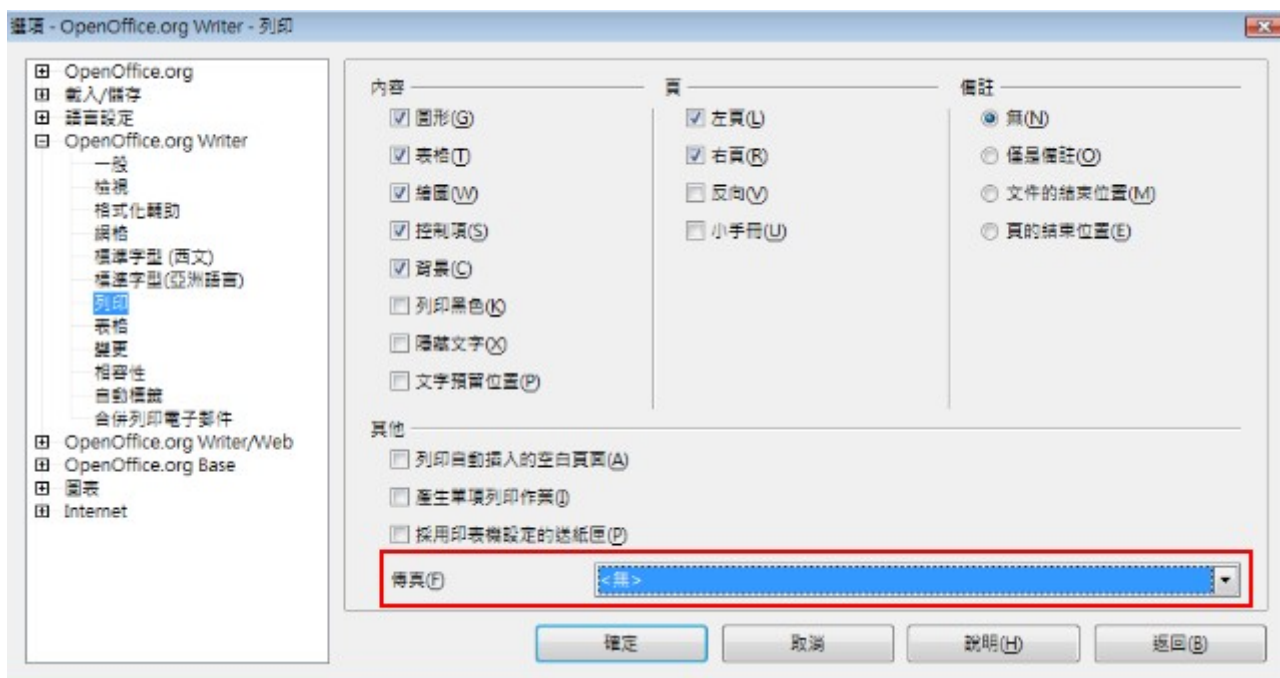 選項 - OpenOffice.org Writer - 列印
OpenOffice.org
載入/儲存
語言設定
OpenOffice.org Writer
一般
檢視
格式化輔助
網格
標準字型 (西文)
標準字型(亞洲語言)
列印
表格
變更
相容性
自動標籤
合併列印電子郵件
OpenOffice.org Writer/Web
OpenOffice.org Base
圖表
Internet
內容
圖形(G)
表格(T)
繪圖(W)
控制項(S)
背景(C)
列印黑色(K)
隱藏文字(X)
文字預留位置(P)
頁
左頁(L)
右頁(R)
反向(V)
小手冊(U)
備註
無(N)
僅是備註(O)
文件的結束位置(M)
頁的結束位置(E)
其他
列印自動插入的空白頁面(A)
產生單項列印作業(I)
採用印表機設定的送紙匣(P)
傳真(F)
<無>
確定
取消
說明(H)
返回(B)